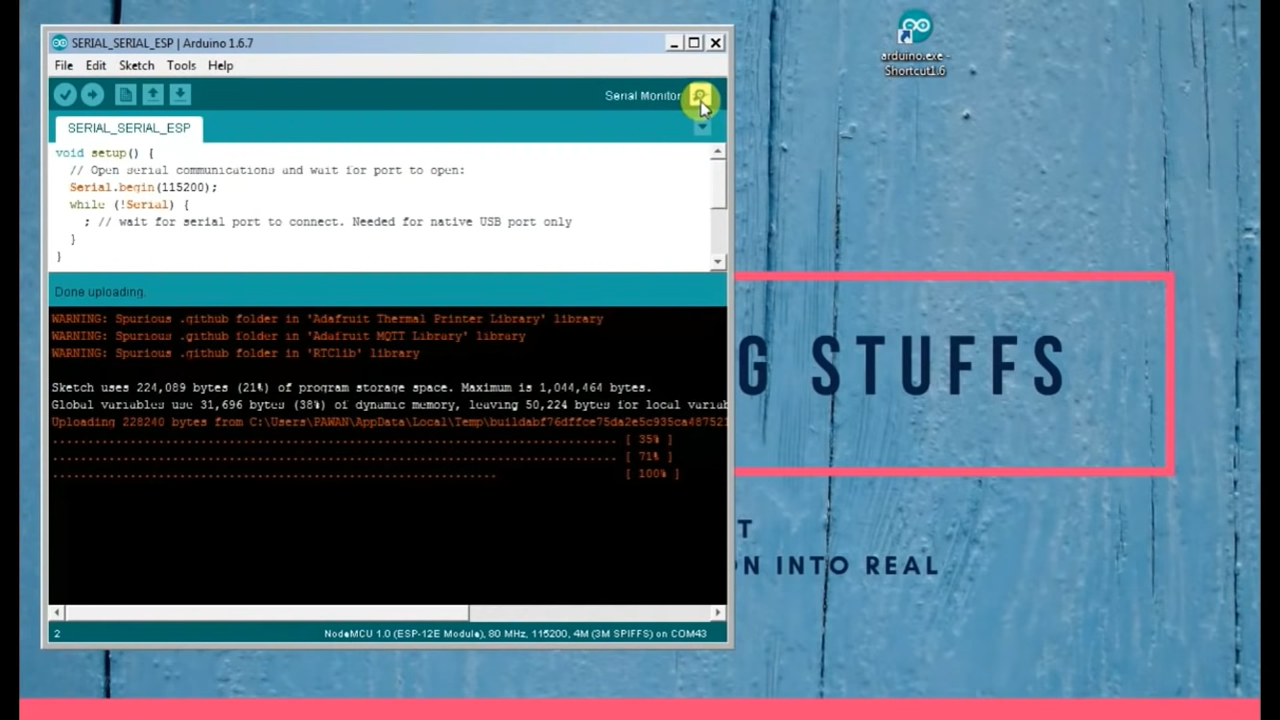 SERIAL_SERIAL_ESP | Arduino 1.6.7
File Edit Sketch Tools Help
Serial Monitor
SERIAL_SERIAL_ESP
void setup() {
// Open serial communications and wait for port to open:
Serial.begin(115200);
while (!Serial) {
; // wait for serial port to connect. Needed for native USB port only
}
}
Done uploading.
WARNING: Spurious .github folder in 'Adafruit Thermal Printer Library' library
WARNING: Spurious .github folder in 'Adafruit MQTT Library' library
WARNING: Spurious .github folder in 'RTClib' library
Sketch uses 224,089 bytes (21%) of program storage space. Maximum is 1,044,464 bytes.
Global variables use 31,696 bytes (38%) of dynamic memory, leaving 50,224 bytes for local variab
Uploading 228240 bytes from
[ 35% ]
[ 71% ]
[ 100% ]
2
NodeMCU 1.0 (ESP-12E Module), 80 MHz, 115200, 4M (3M SPIFFS) on COM43
arduino.exe -
Shortcut1.6
G STUFFS
T
ON INTO REAL